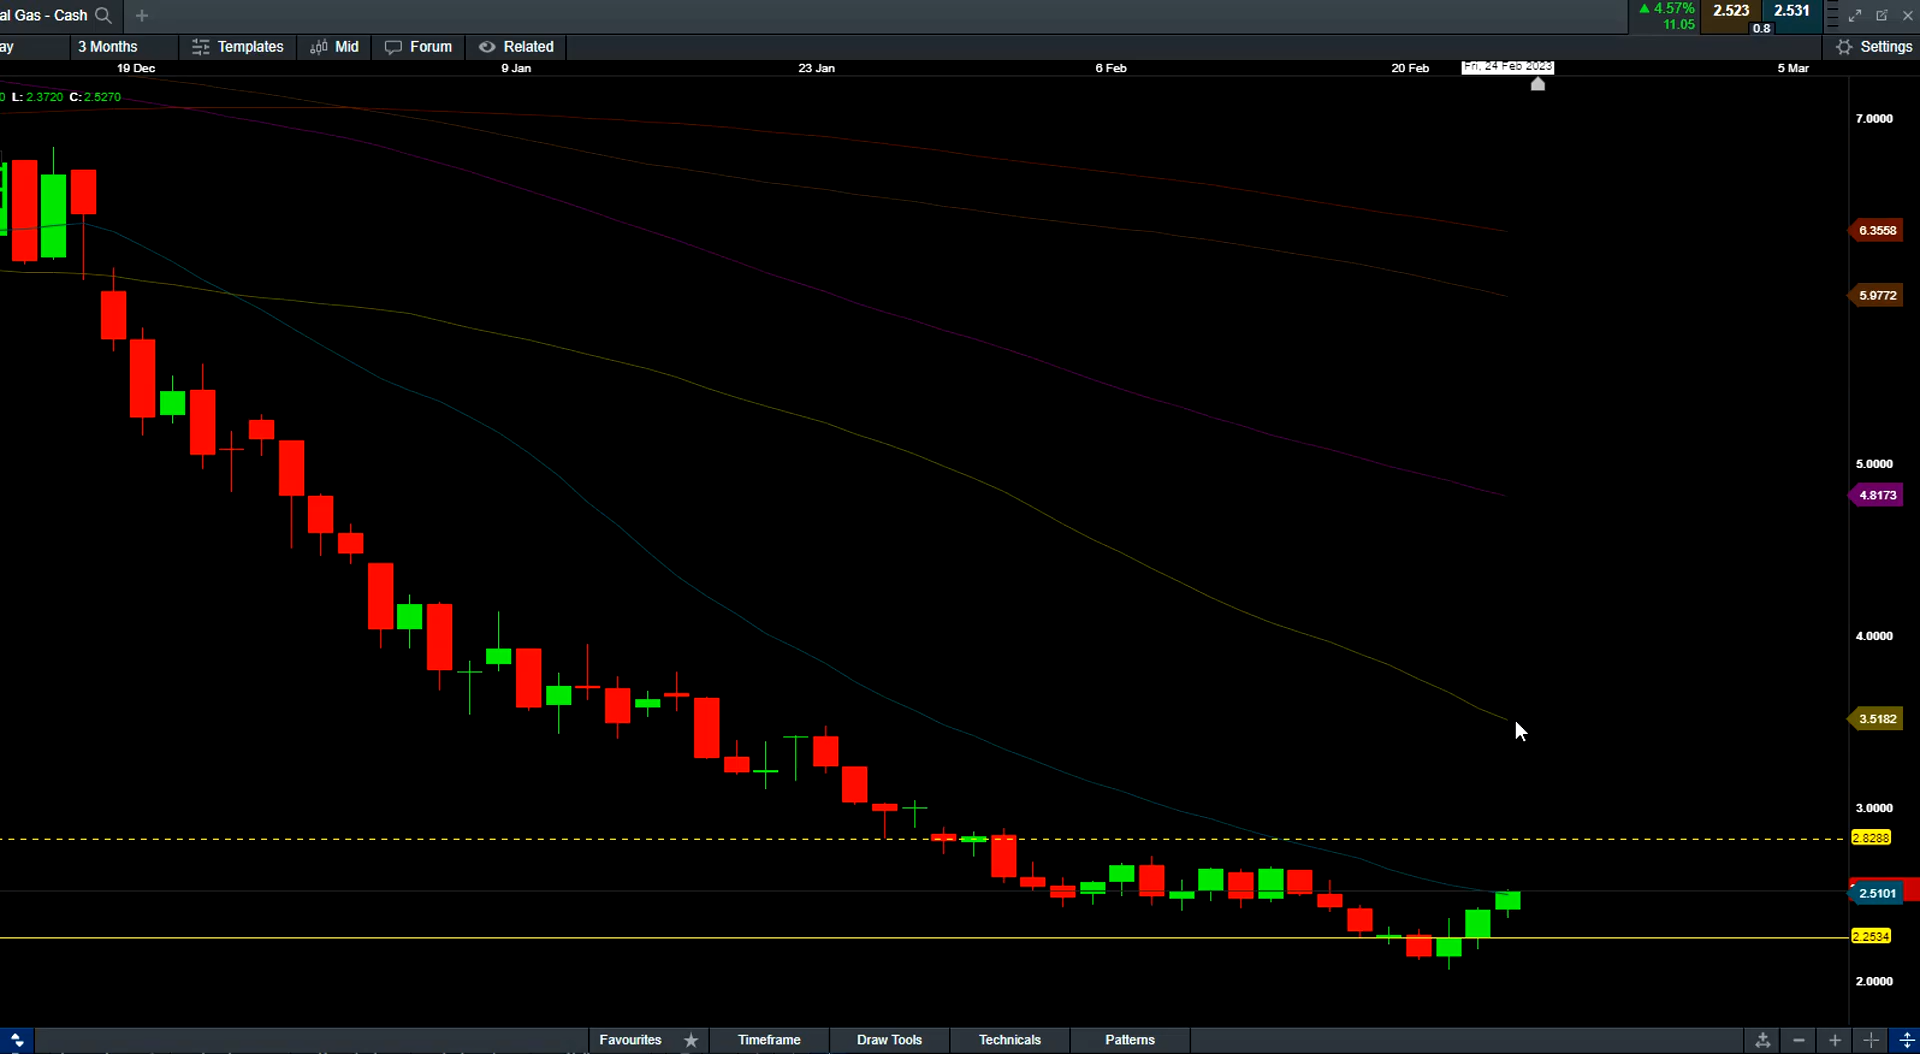 al Gas - Cash
4.57%
11.05
2.523
0.8
2.531
ay
3 Months
Templates
Mid
Forum
Related
Settings
19 Dec
9 Jan
23 Jan
6 Feb
20 Feb
Fri, 24 Feb 2023
5 Mar
0 L:2.3720 C:2.5270
7.0000
6.3558
5.9772
5.0000
4.8173
4.0000
3.5182
3.0000
2.8288
2.5101
2.2534
2.0000
Favourites
Timeframe
Draw Tools
Technicals
Patterns